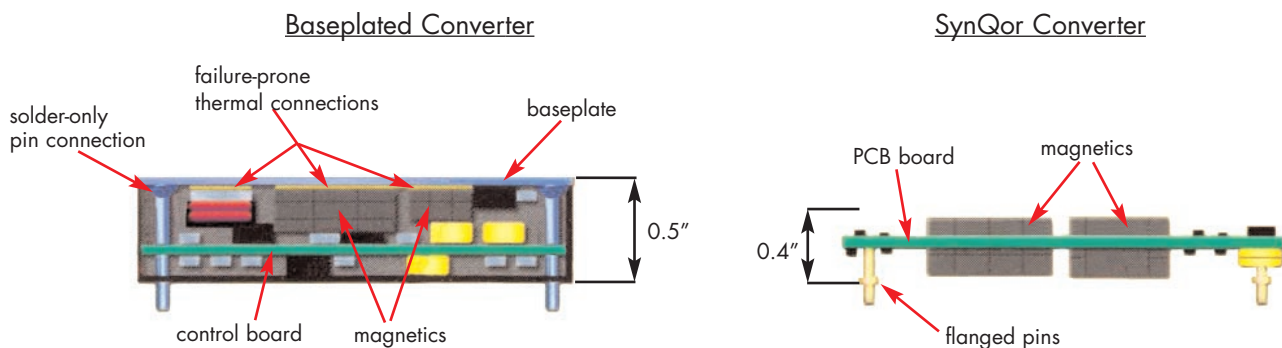 Baseplated Converter
SynQor Converter
failure-prone
thermal connections
solder-only
pin connection
baseplate
PCB board
magnetics
0.5”
0.4”
control board
magnetics
flanged pins